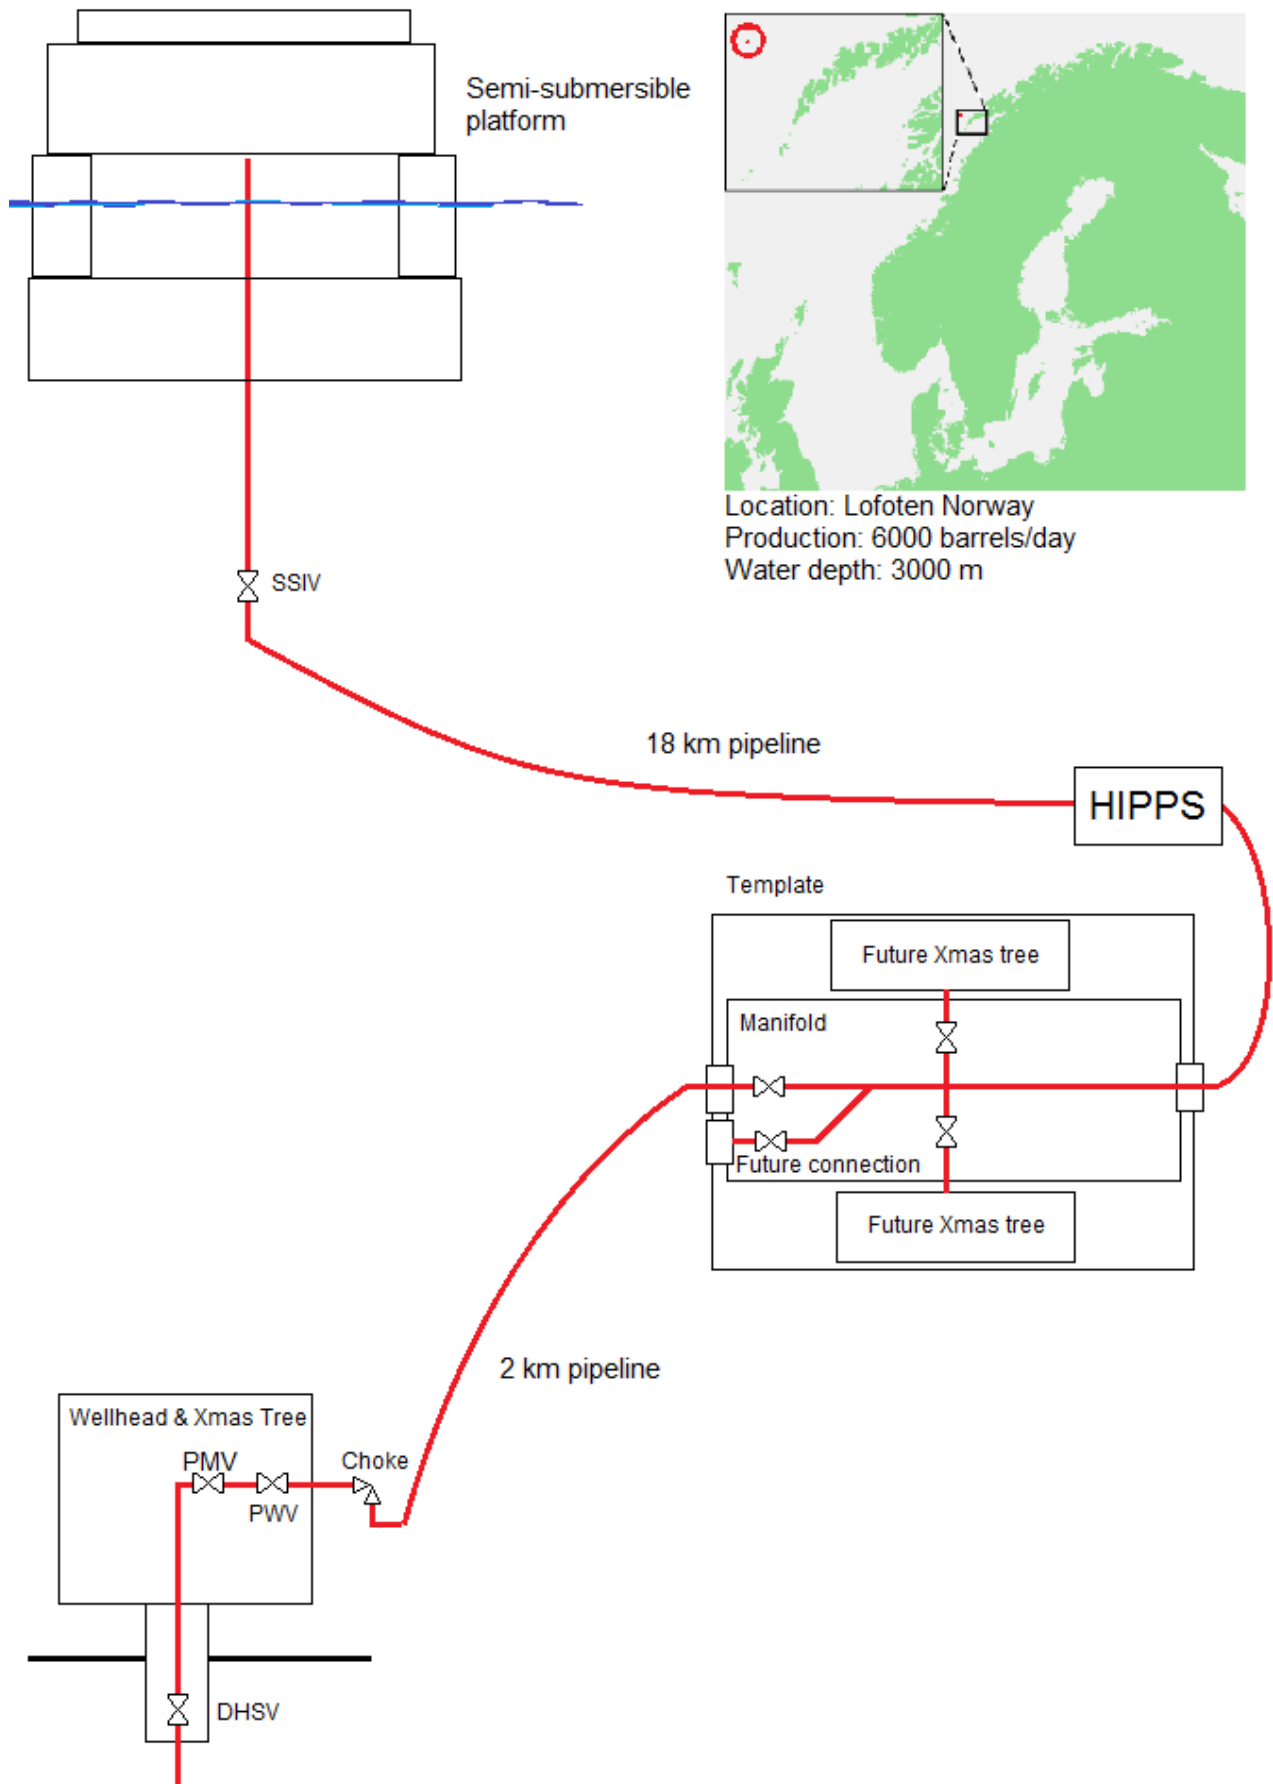 Semi-submersible
platform
Location: Lofoten Norway
Production: 6000 barrels/day
Water depth: 3000 m
SSIV
18 km pipeline
HIPPS
Template
Future Xmas tree
Manifold
Future connection
Future Xmas tree
2 km pipeline
Wellhead & Xmas Tree
PMV
Choke
PWV
DHSV